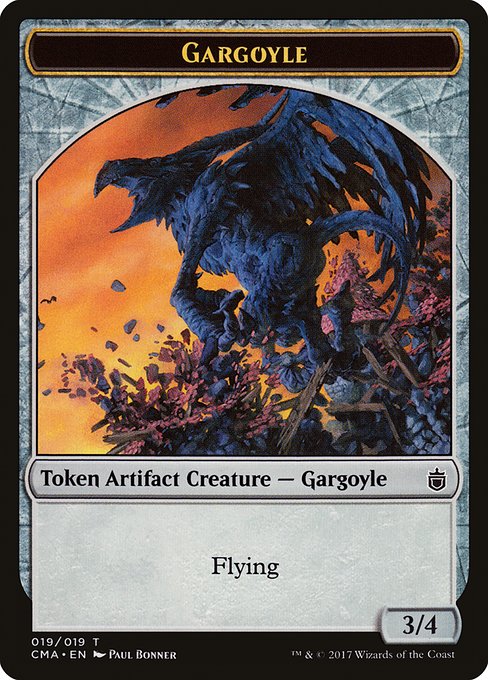 GARGOYLE
Token Artifact Creature — Gargoyle
Flying
3/4
019/019 T
CMA • EN PAUL BONNER
™ & © 2017 Wizards of the Coast